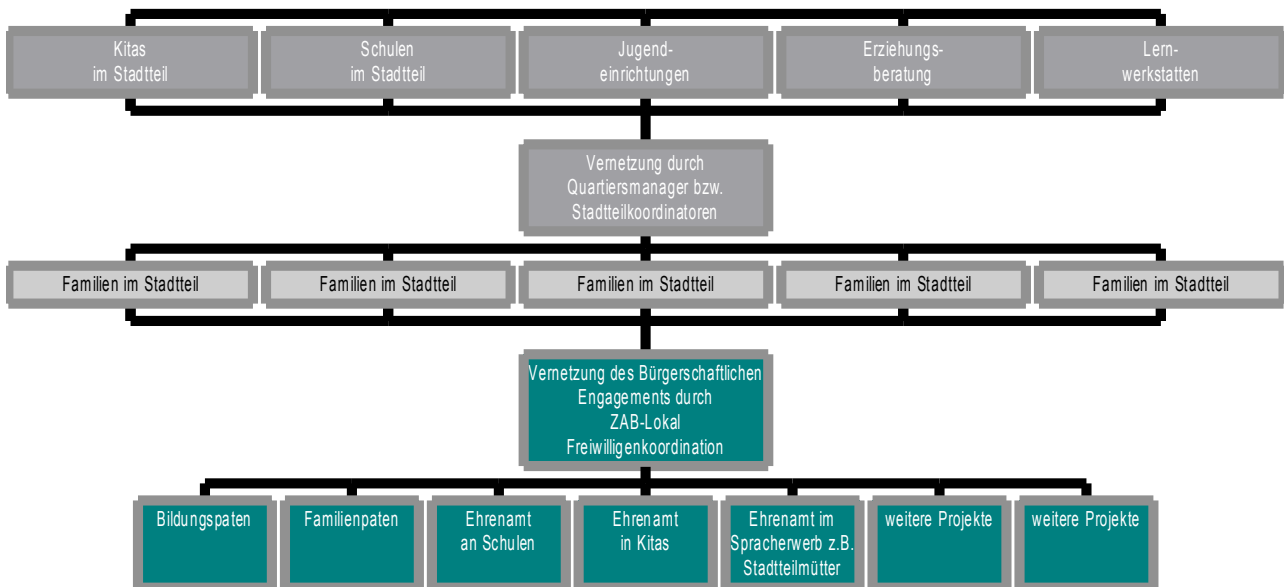 Kitas
im Stadtteil
Schulen
im Stadtteil
Jugend-
einrichtungen
Erziehungs-
beratung
Lern-
werkstatten
Vernetzung durch
Quartiersmanager bzw.
Stadtteilkoordinatoren
Familien im Stadtteil
Familien im Stadtteil
Familien im Stadtteil
Familien im Stadtteil
Familien im Stadtteil
Vernetzung des Bürgerschaftlichen
Engagements durch
ZAB-Lokal
Freiwilligenkoordination
Bildungspaten
Familienpaten
Ehrenamt
an Schulen
Ehrenamt
in Kitas
Ehrenamt im
Spracherwerb z.B.
Stadtteilmütter
weitere Projekte
weitere Projekte